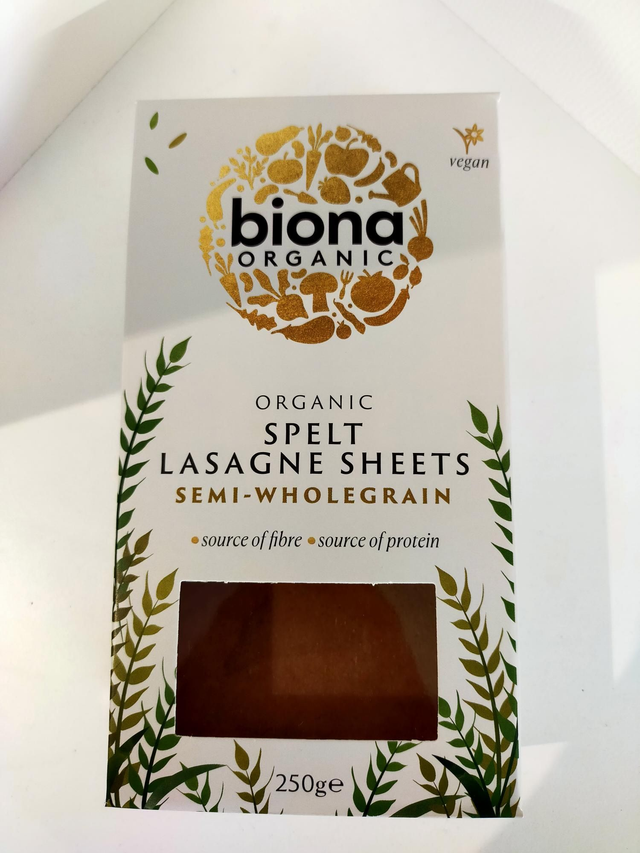 vegan
biona
ORGANIC
ORGANIC
SPELT
LASAGNE SHEETS
SEMI-WHOLEGRAIN
•source of fibre •source of protein
250g℮